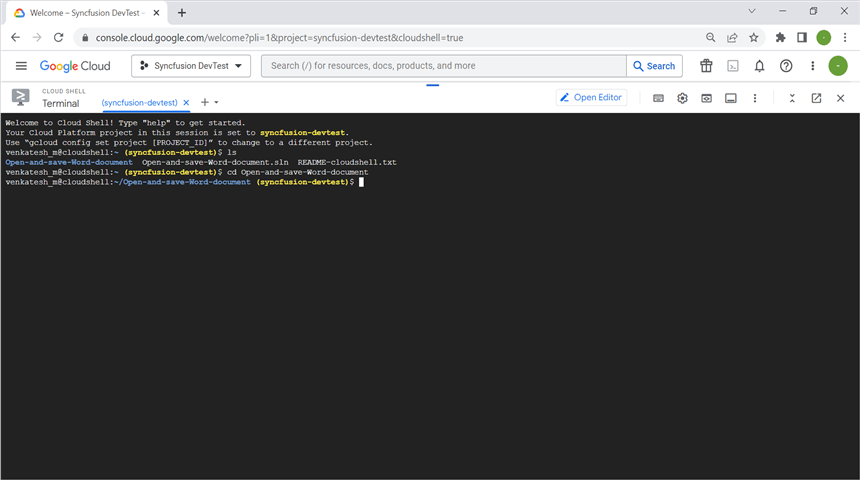 Welcome – Syncfusion DevTest –
console.cloud.google.com/welcome?pli=1&project=syncfusion-devtest&cloudshell=true
Google Cloud
Syncfusion DevTest
Search (/) for resources, docs, products, and more
Search
CLOUD SHELL
Terminal
(syncfusion-devtest)
Open Editor
Welcome to Cloud Shell! Type "help" to get started.
Your Cloud Platform project in this session is set to syncfusion-devtest.
Use “gcloud config set project [PROJECT_ID]” to change to a different project.
venkatesh_m@cloudshell:~ (syncfusion-devtest)$ ls
Open-and-save-Word-document  Open-and-save-Word-document.sln  README-cloudshell.txt
venkatesh_m@cloudshell:~ (syncfusion-devtest)$ cd Open-and-save-Word-document
venkatesh_m@cloudshell:~/Open-and-save-Word-document (syncfusion-devtest)$